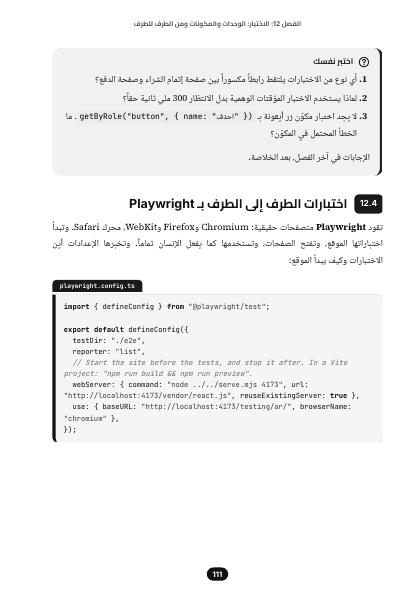 الفصل 12: الاختبار: الوحدات والمكونات ومن الطرف للطرف
اختبر نفسك
1. أي نوع من الاختبارات يلتقط رابطاً مكسوراً بين صفحة إتمام الشراء وصفحة الدفع؟
2. لماذا يستخدم الاختبار المؤقتات الوهمية بدل الانتظار 300 ملي ثانية حقاً؟
3. لا يجد اختبار مكوّن زر أيقونة بـ getByRole("button", { name: "احذف" }) . ما
الخطأ المحتمل في المكوّن؟
الإجابات في آخر الفصل، بعد الخلاصة.
12.4 اختبارات الطرف إلى الطرف بـ Playwright
تقود Playwright متصفحات حقيقية: Chromium وFirefox وWebKit، محرك Safari. وتبدأ
اختباراتها الموقع، وتفتح الصفحات، وتستخدمها كما يفعل الإنسان تماماً. وتخبرها الإعدادات أين
الاختبارات وكيف يبدأ الموقع:
playwright.config.ts
import { defineConfig } from "@playwright/test";
export default defineConfig({
testDir: "./e2e",
reporter: "list",
// Start the site before the tests, and stop it after. In a Vite
project: "npm run build && npm run preview".
webServer: { command: "node ../../serve.mjs 4173", url:
"http://localhost:4173/vendor/react.js", reuseExistingServer: true },
use: { baseURL: "http://localhost:4173/testing/ar/", browserName:
"chromium" },
});
111